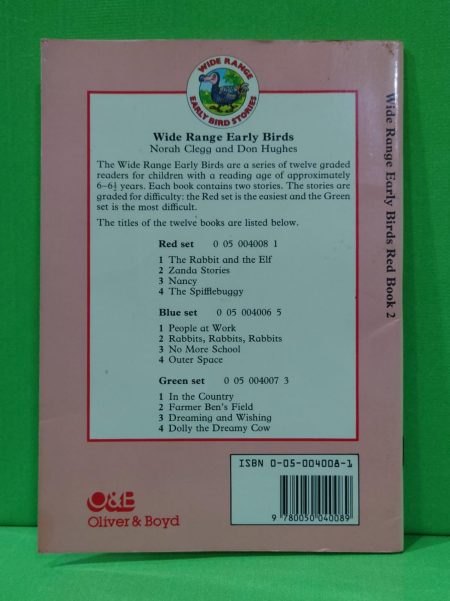 WIDE RANGE
EARLY BIRD STORIES
Wide Range Early Birds
Norah Clegg and Don Hughes
The Wide Range Early Birds are a series of twelve graded
readers for children with a reading age of approximately
6–6½ years. Each book contains two stories. The stories are
graded for difficulty: the Red set is the easiest and the Green
set is the most difficult.
The titles of the twelve books are listed below.
Red set 0 05 004008 1
1 The Rabbit and the Elf
2 Zanda Stories
3 Nancy
4 The Spifflebuggy
Blue set 0 05 004006 5
1 People at Work
2 Rabbits, Rabbits, Rabbits
3 No More School
4 Outer Space
Green set 0 05 004007 3
1 In the Country
2 Farmer Ben's Field
3 Dreaming and Wishing
4 Dolly the Dreamy Cow
O&B
Oliver & Boyd
ISBN 0-05-004008-1
9 780050 040089
Wide Range Early Birds Red Book 2